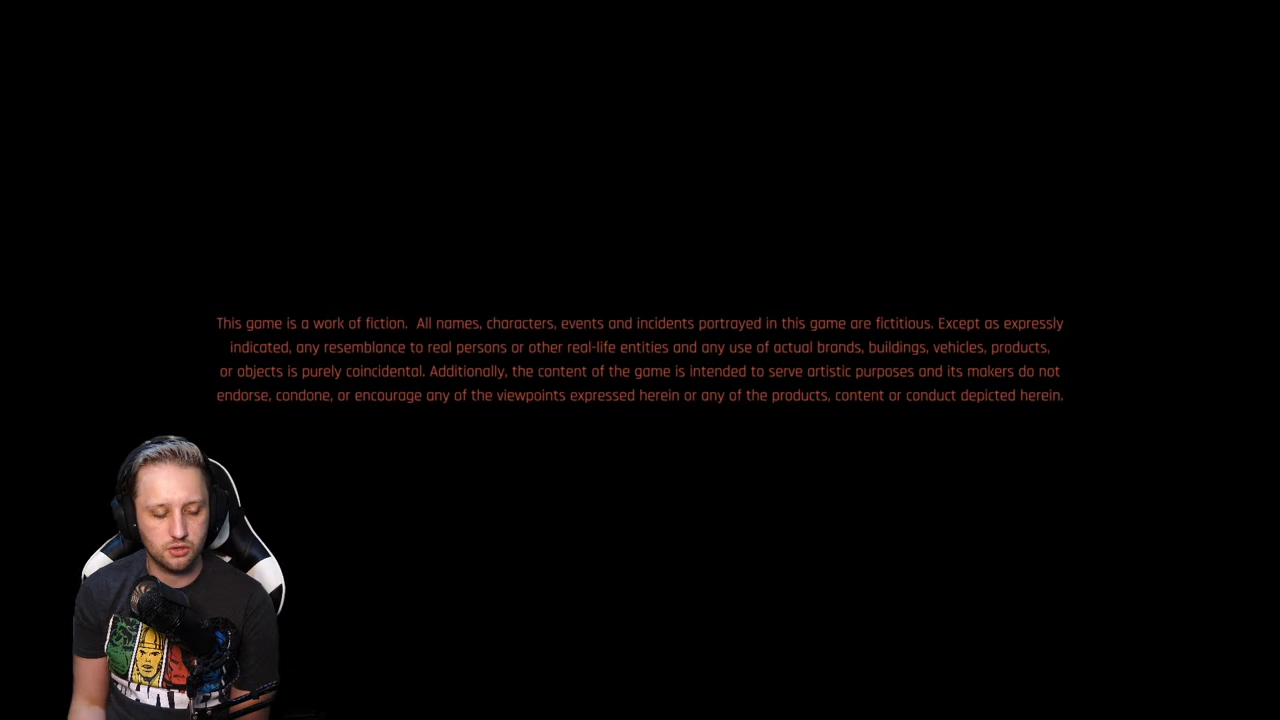 This game is a work of fiction.  All names, characters, events and incidents portrayed in this game are fictitious. Except as expressly
indicated, any resemblance to real persons or other real-life entities and any use of actual brands, buildings, vehicles, products,
or objects is purely coincidental. Additionally, the content of the game is intended to serve artistic purposes and its makers do not
endorse, condone, or encourage any of the viewpoints expressed herein or any of the products, content or conduct depicted herein.